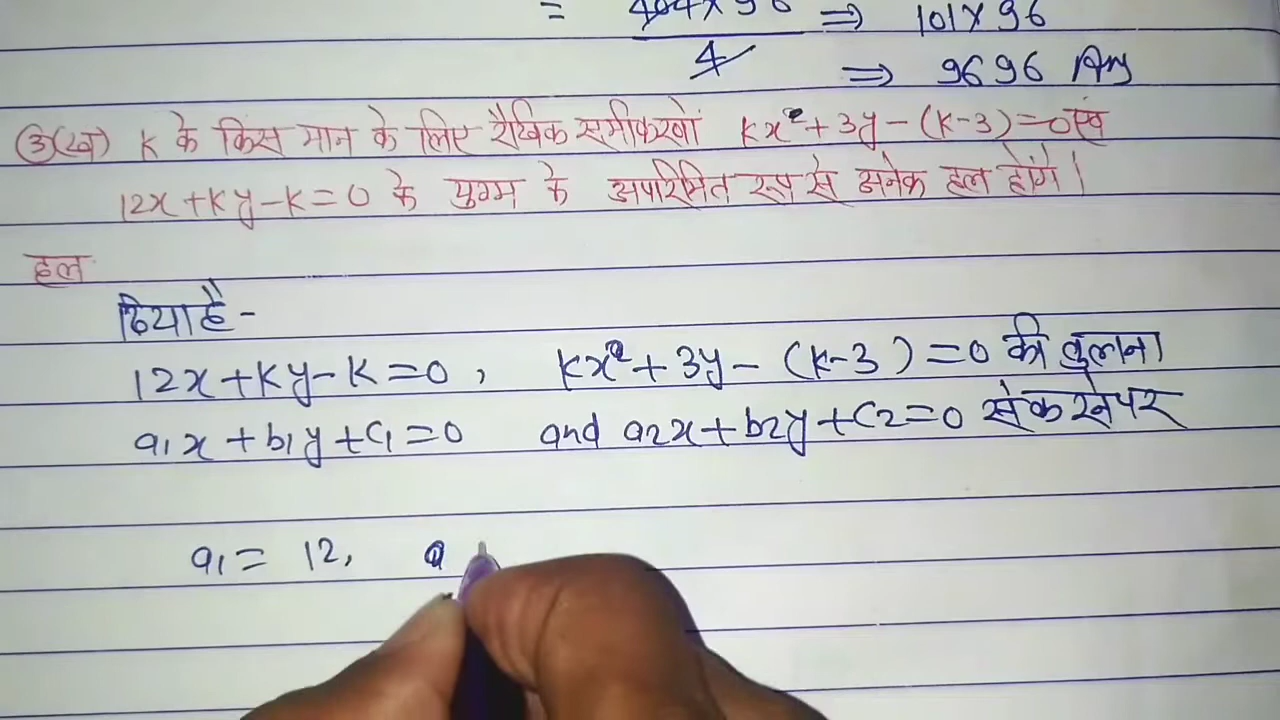 = 404×96 ⇒ 101×96
4 ⇒ 9696 Ans
③(ख) K के किस मान के लिए रैखिक समीकरणों kx²+3y-(k-3)=0 एवं
12x+ky-k=0 के युग्म के अपरिमित रूप से अनेक हल होंगे।
हल
दिया है-
12x+ky-k=0, kx²+3y-(k-3)=0 की तुलना
a₁x+b₁y+c₁=0 and a₂x+b₂y+c₂=0 से करने पर
a₁= 12, a